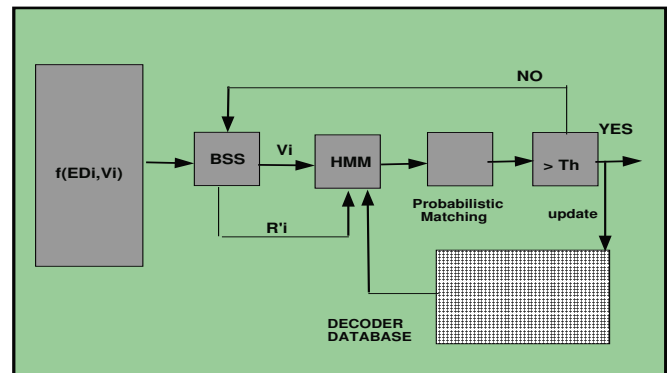 NO
YES
f(EDi,Vi)
BSS
Vi
HMM
> Th
Probabilistic
Matching
update
R'i
DECODER
DATABASE